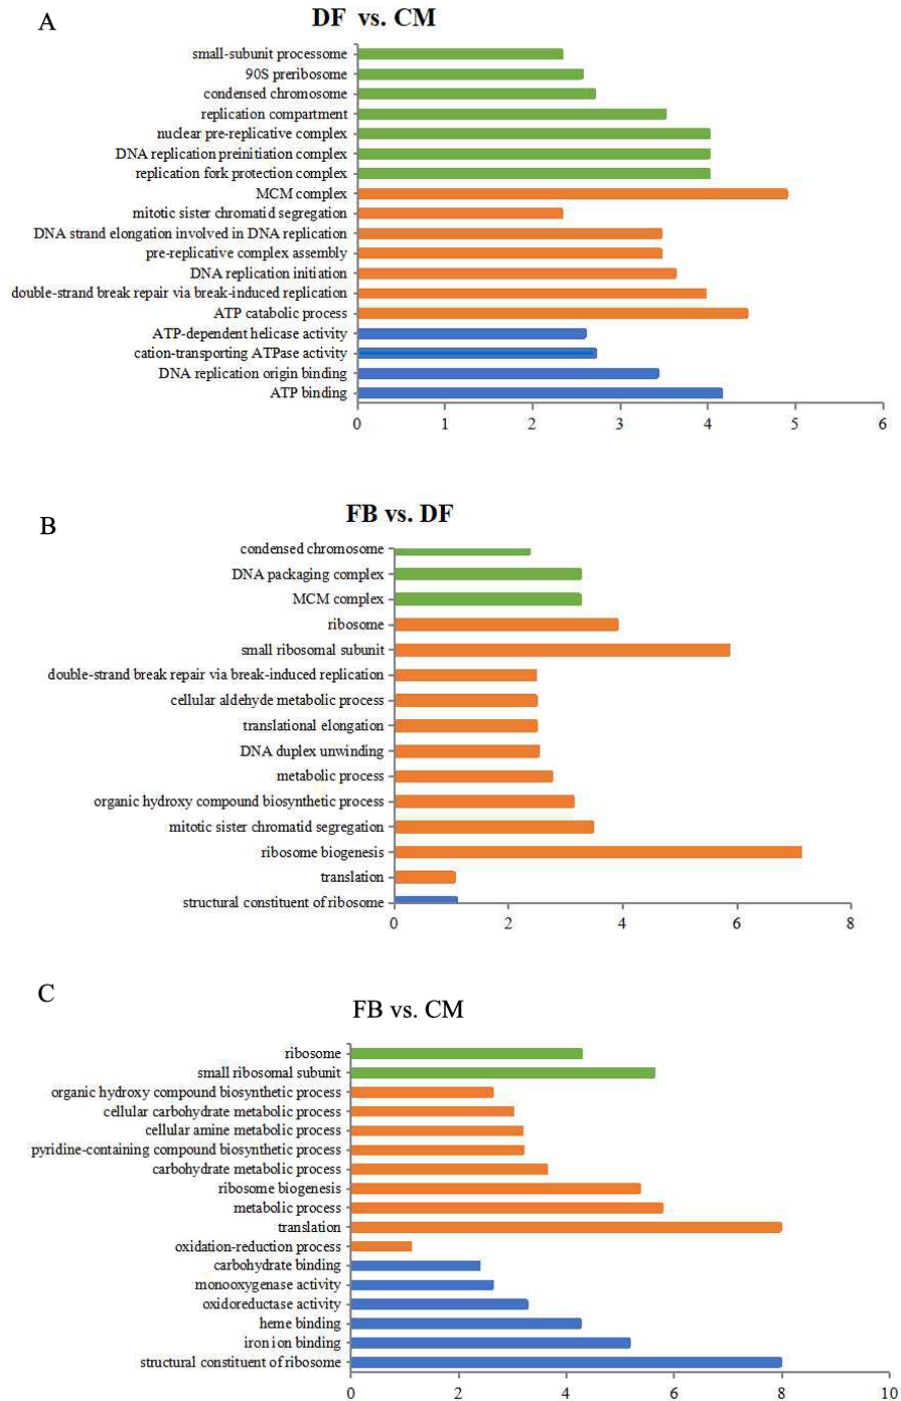 A
DF vs. CM
small-subunit processome
90S preribosome
condensed chromosome
replication compartment
nuclear pre-replicative complex
DNA replication preinitiation complex
replication fork protection complex
MCM complex
mitotic sister chromatid segregation
DNA strand elongation involved in DNA replication
pre-replicative complex assembly
DNA replication initiation
double-strand break repair via break-induced replication
ATP catabolic process
ATP-dependent helicase activity
cation-transporting ATPase activity
DNA replication origin binding
ATP binding
0 1 2 3 4 5 6
B
FB vs. DF
condensed chromosome
DNA packaging complex
MCM complex
ribosome
small ribosomal subunit
double-strand break repair via break-induced replication
cellular aldehyde metabolic process
translational elongation
DNA duplex unwinding
metabolic process
organic hydroxy compound biosynthetic process
mitotic sister chromatid segregation
ribosome biogenesis
translation
structural constituent of ribosome
0 2 4 6 8
C
FB vs. CM
ribosome
small ribosomal subunit
organic hydroxy compound biosynthetic process
cellular carbohydrate metabolic process
cellular amine metabolic process
pyridine-containing compound biosynthetic process
carbohydrate metabolic process
ribosome biogenesis
metabolic process
translation
oxidation-reduction process
carbohydrate binding
monooxygenase activity
oxidoreductase activity
heme binding
iron ion binding
structural constituent of ribosome
0 2 4 6 8 10